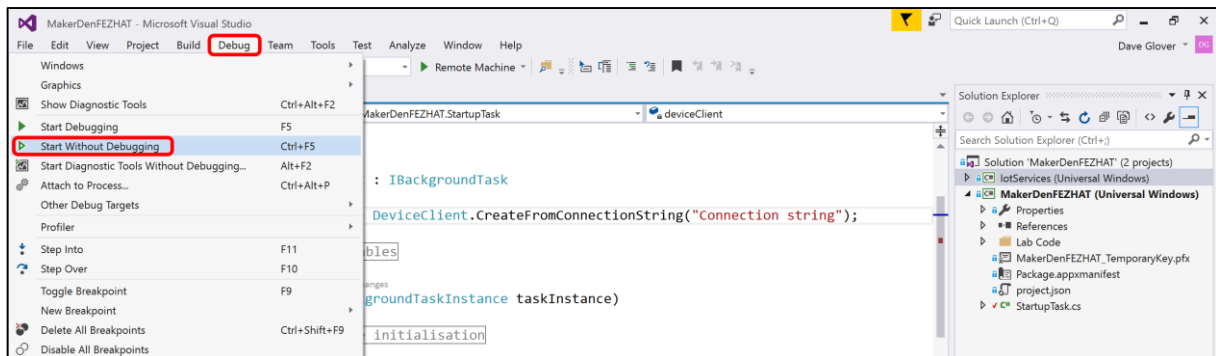 MakerDenFEZHAT - Microsoft Visual Studio
Quick Launch (Ctrl+Q)
File Edit View Project Build Debug Team Tools Test Analyze Window Help
Dave Glover DG
Windows
Graphics
Show Diagnostic Tools Ctrl+Alt+F2
Start Debugging F5
Start Without Debugging Ctrl+F5
Start Diagnostic Tools Without Debugging... Alt+F2
Attach to Process... Ctrl+Alt+P
Other Debug Targets
Profiler
Step Into F11
Step Over F10
Toggle Breakpoint F9
New Breakpoint
Delete All Breakpoints Ctrl+Shift+F9
Disable All Breakpoints
Remote Machine
MakerDenFEZHAT.StartupTask deviceClient
: IBackgroundTask
DeviceClient.CreateFromConnectionString("Connection string");
bles
anges
groundTaskInstance taskInstance)
initialisation
Solution Explorer
Search Solution Explorer (Ctrl+;)
Solution 'MakerDenFEZHAT' (2 projects)
IotServices (Universal Windows)
MakerDenFEZHAT (Universal Windows)
Properties
References
Lab Code
MakerDenFEZHAT_TemporaryKey.pfx
Package.appxmanifest
project.json
StartupTask.cs